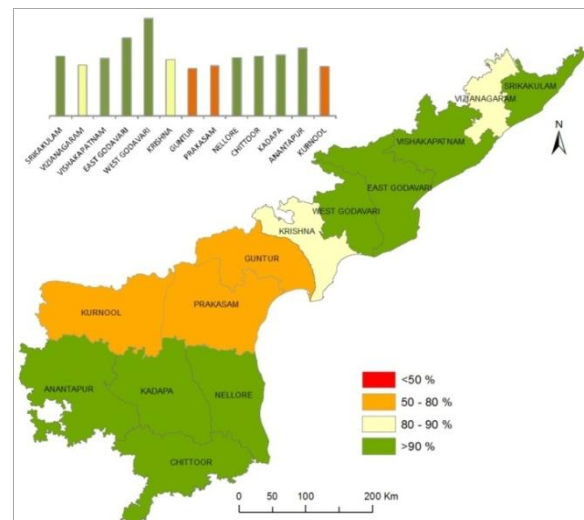 SRIKAKULAM
VIZIANAGARAM
VISHAKAPATNAM
EAST GODAVARI
WEST GODAVARI
KRISHNA
GUNTUR
PRAKASAM
NELLORE
CHITTOOR
KADAPA
ANANTAPUR
KURNOOL
SRIKAKULAM
VIZIANAGARAM
N
VISHAKAPATNAM
EAST GODAVARI
WEST GODAVARI
KRISHNA
GUNTUR
PRAKASAM
KURNOOL
ANANTAPUR
KADAPA
NELLORE
CHITTOOR
<50 %
50 - 80 %
80 - 90 %
>90 %
0 50 100 200 Km